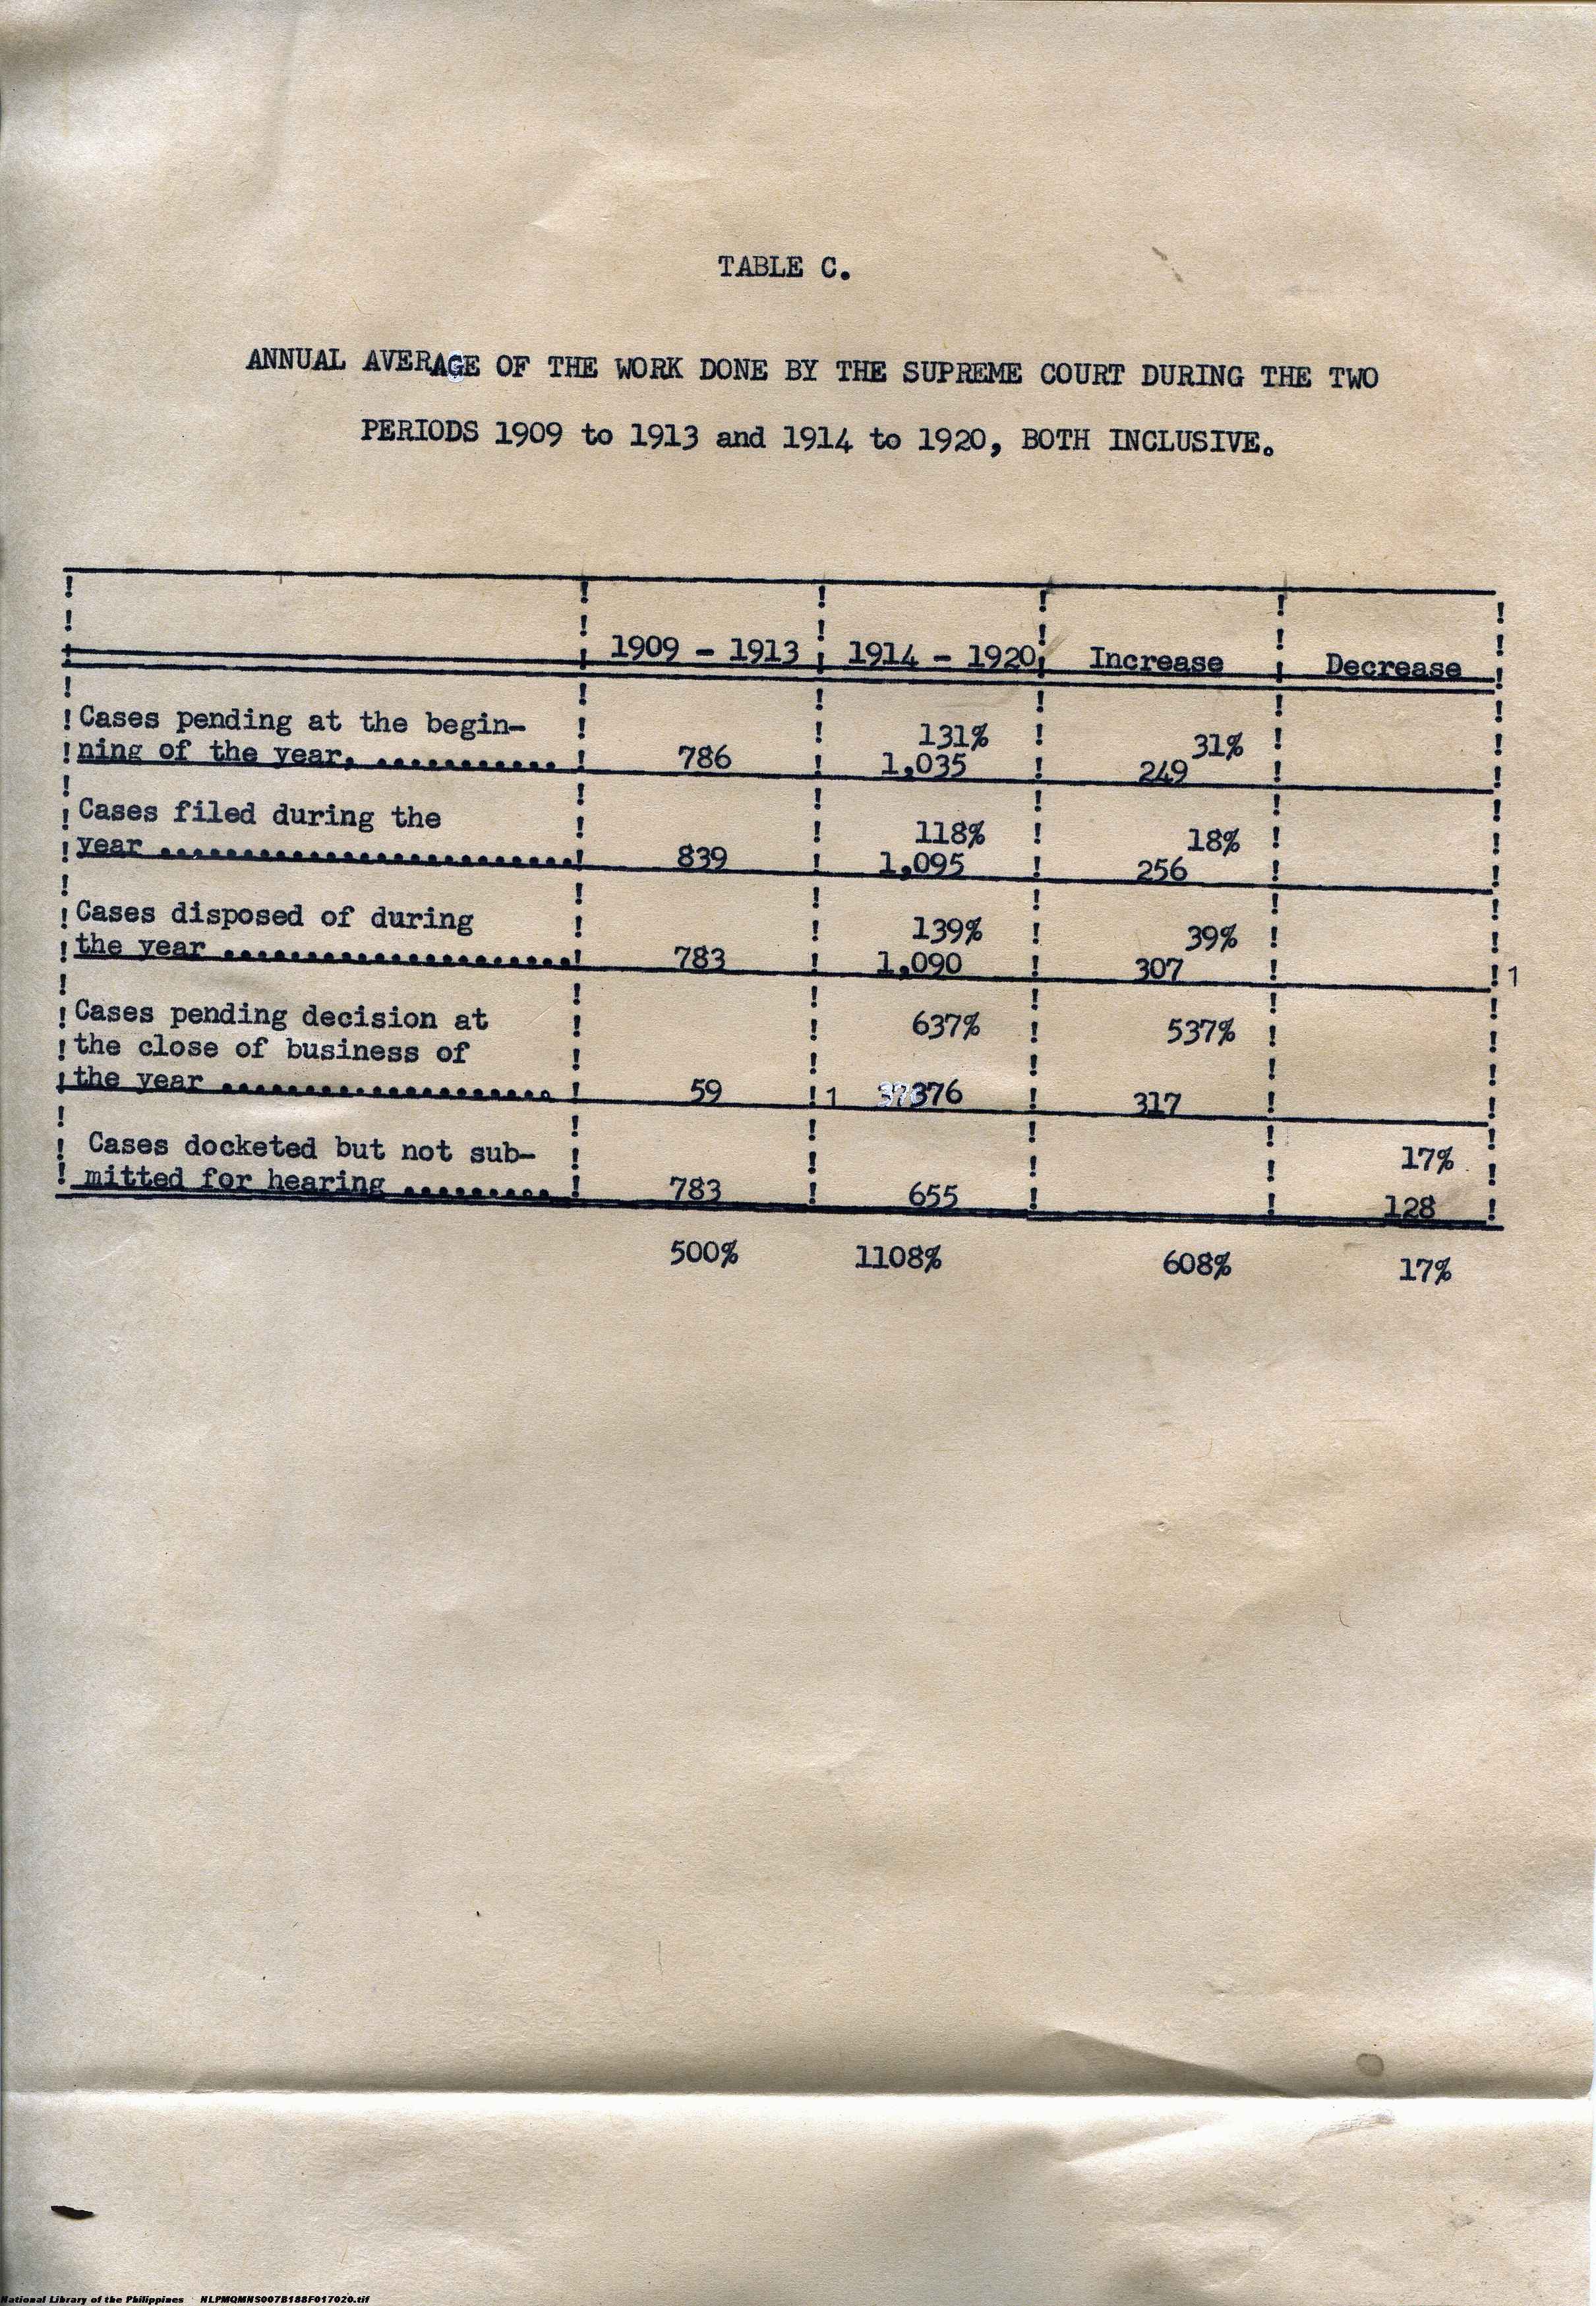 TABLE C.
ANNUAL AVERAGE OF THE WORK DONE BY THE SUPREME COURT DURING THE TWO
PERIODS 1909 to 1913 and 1914 to 1920, BOTH INCLUSIVE.
1909 - 1913 1914 - 1920 Increase Decrease
Cases pending at the begin- 131% 31%
ning of the year, ........... 786 1,035 249
Cases filed during the 118% 18%
year ......................... 839 1,095 256
Cases disposed of during 139% 39%
the year ..................... 783 1,090 307 1
Cases pending decision at 637% 537%
the close of business of
the year .................... 59 1 37376 317
Cases docketed but not sub- 17%
mitted for hearing ......... 783 655 128
500% 1108% 608% 17%
National Library of the Philippines NLPMQMNS007B188F017020.tif